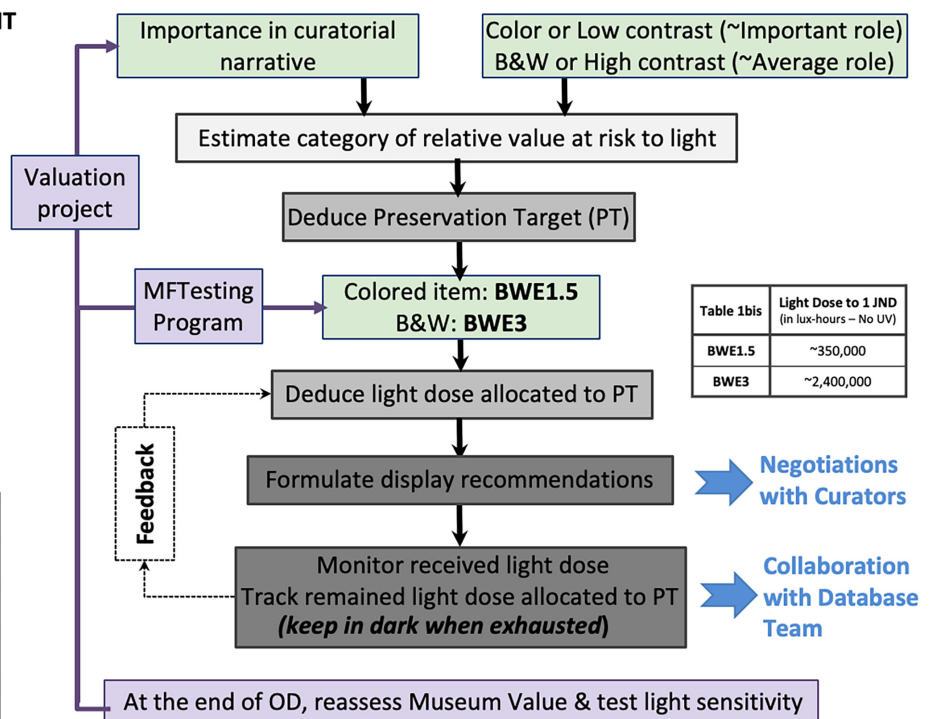 IT
Importance in curatorial
narrative
Color or Low contrast (~Important role)
B&W or High contrast (~Average role)
Estimate category of relative value at risk to light
Valuation
project
Deduce Preservation Target (PT)
MFTesting
Program
Colored item: BWE1.5
B&W: BWE3
Table 1bis
Light Dose to 1 JND
(in lux-hours – No UV)
BWE1.5
~350,000
BWE3
~2,400,000
Deduce light dose allocated to PT
Feedback
Formulate display recommendations
Negotiations
with Curators
Monitor received light dose
Track remained light dose allocated to PT
(keep in dark when exhausted)
Collaboration
with Database
Team
At the end of OD, reassess Museum Value & test light sensitivity